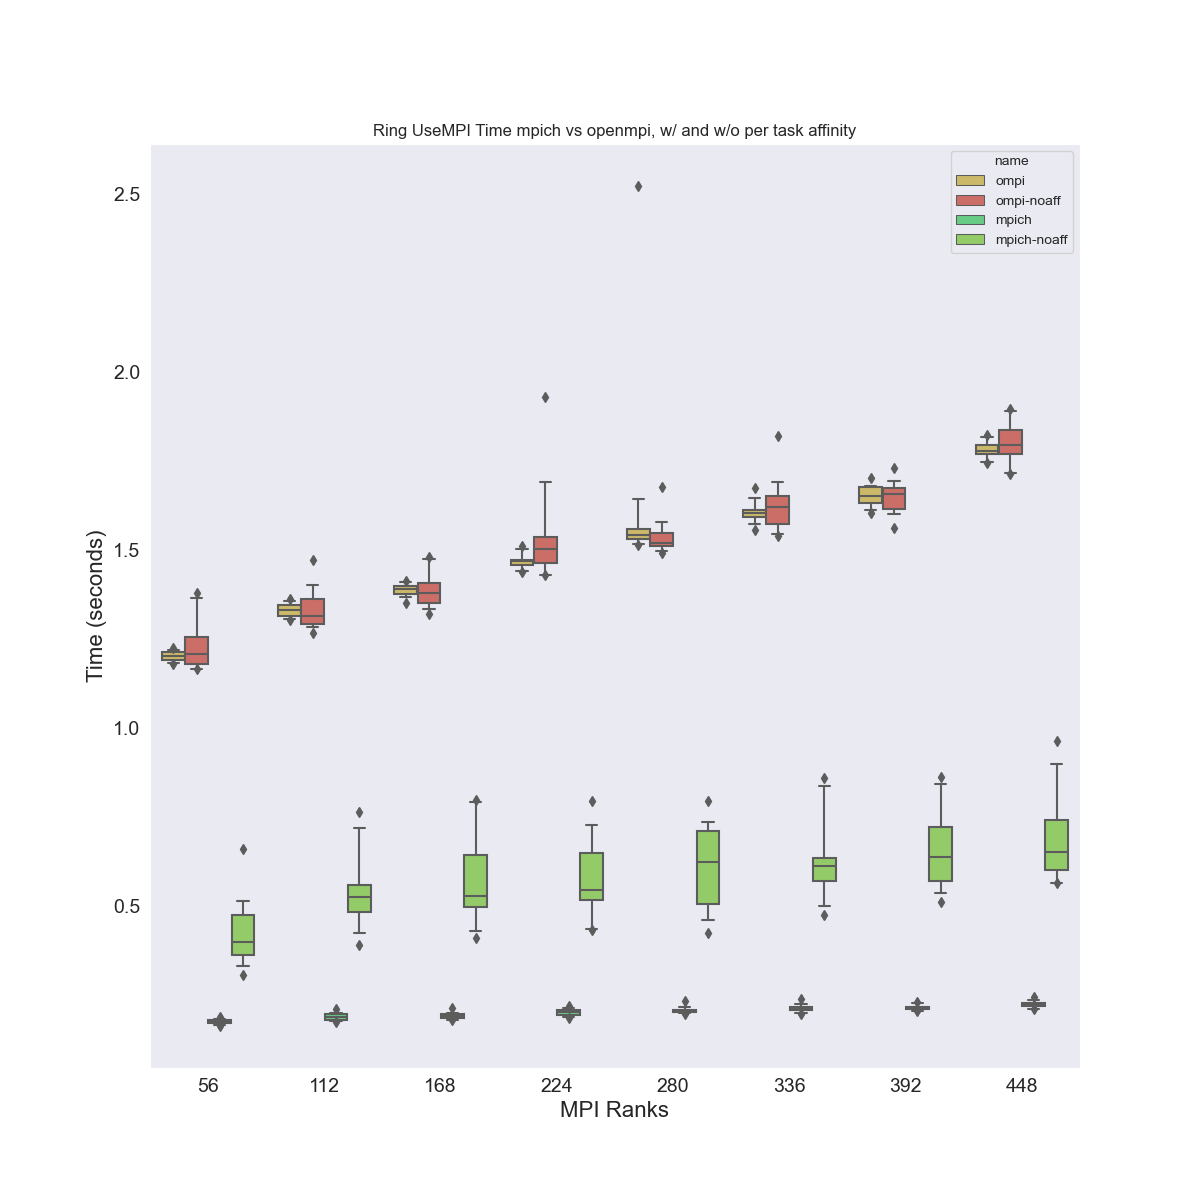 Ring UseMPI Time mpich vs openmpi, w/ and w/o per task affinity
name
ompi
ompi-noaff
mpich
mpich-noaff
2.5
2.0
1.5
1.0
0.5
Time (seconds)
56 112 168 224 280 336 392 448
MPI Ranks